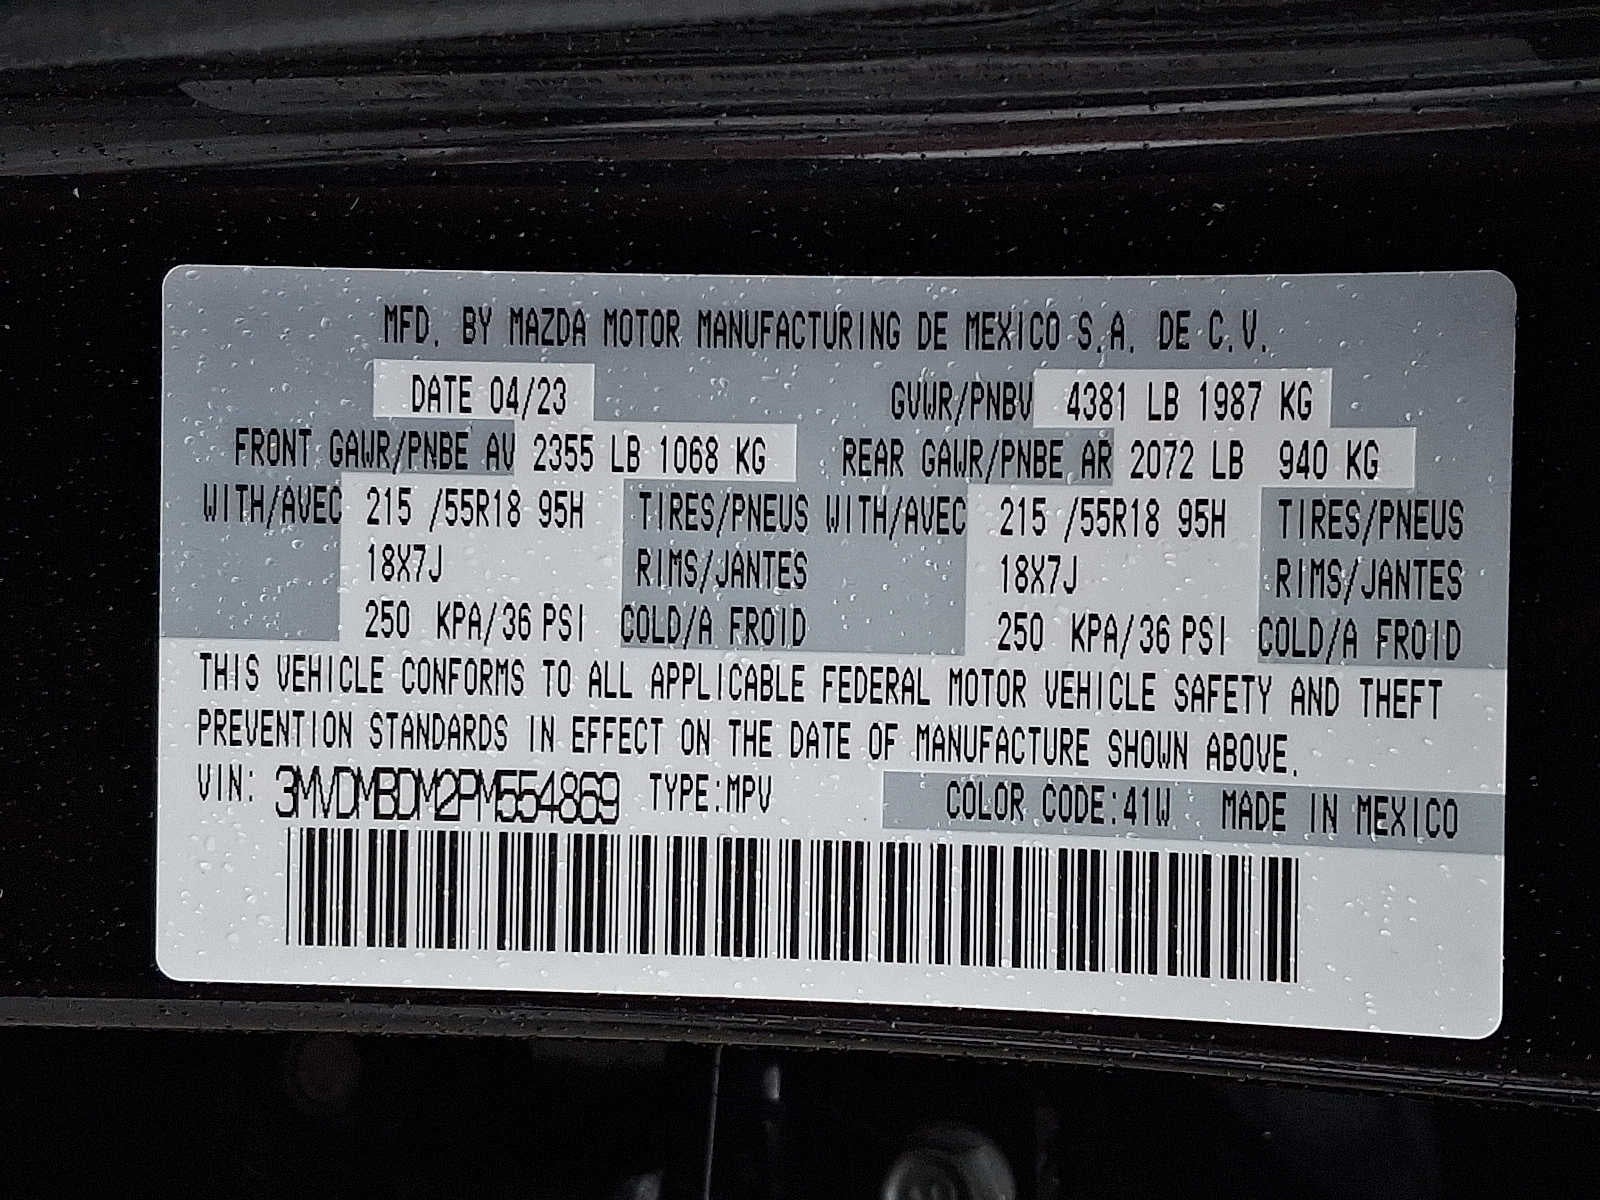 MFD. BY MAZDA MOTOR MANUFACTURING DE MEXICO S.A. DE C.V.
DATE 04/23 GVWR/PNBV 4381 LB 1987 KG
FRONT GAWR/PNBE AV 2355 LB 1068 KG REAR GAWR/PNBE AR 2072 LB 940 KG
WITH/AVEC 215 /55R18 95H TIRES/PNEUS WITH/AVEC 215 /55R18 95H TIRES/PNEUS
18X7J RIMS/JANTES 18X7J RIMS/JANTES
250 KPA/36 PSI COLD/A FROID 250 KPA/36 PSI COLD/A FROID
THIS VEHICLE CONFORMS TO ALL APPLICABLE FEDERAL MOTOR VEHICLE SAFETY AND THEFT
PREVENTION STANDARDS IN EFFECT ON THE DATE OF MANUFACTURE SHOWN ABOVE.
VIN: 3MVDMBDM2PM554869 TYPE:MPV COLOR CODE:41W MADE IN MEXICO